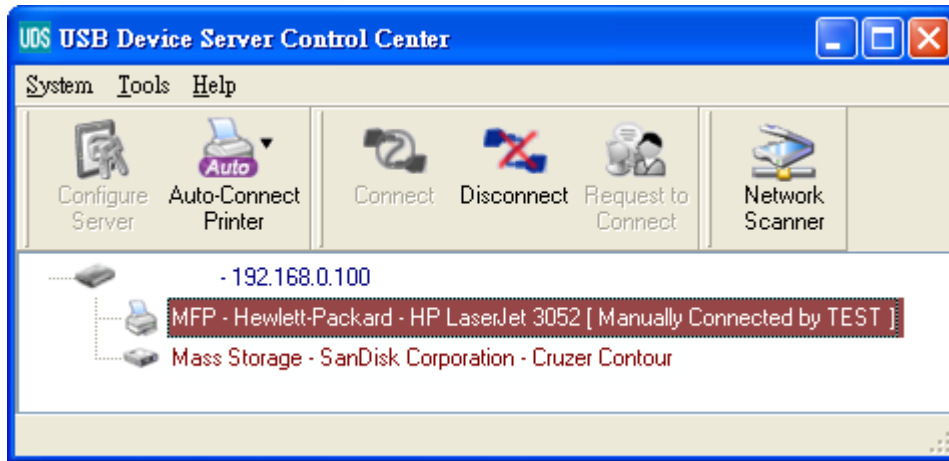 UDS USB Device Server Control Center
System Tools Help
Auto
Configure Server
Auto-Connect Printer
Connect
Disconnect
Request to Connect
Network Scanner
- 192.168.0.100
MFP - Hewlett-Packard - HP LaserJet 3052 [ Manually Connected by TEST ]
Mass Storage - SanDisk Corporation - Cruzer Contour